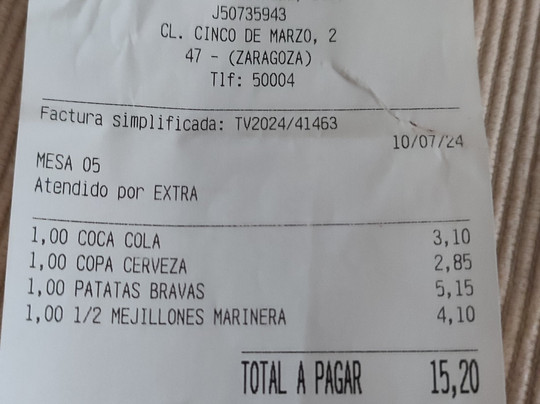 J50735943
CL. CINCO DE MARZO, 2
47 - (ZARAGOZA)
Tlf: 50004
Factura simplificada: TV2024/41463
10/07/24
MESA 05
Atendido por EXTRA
1,00 COCA COLA 3,10
1,00 COPA CERVEZA 2,85
1,00 PATATAS BRAVAS 5,15
1,00 1/2 MEJILLONES MARINERA 4,10
TOTAL A PAGAR 15,20